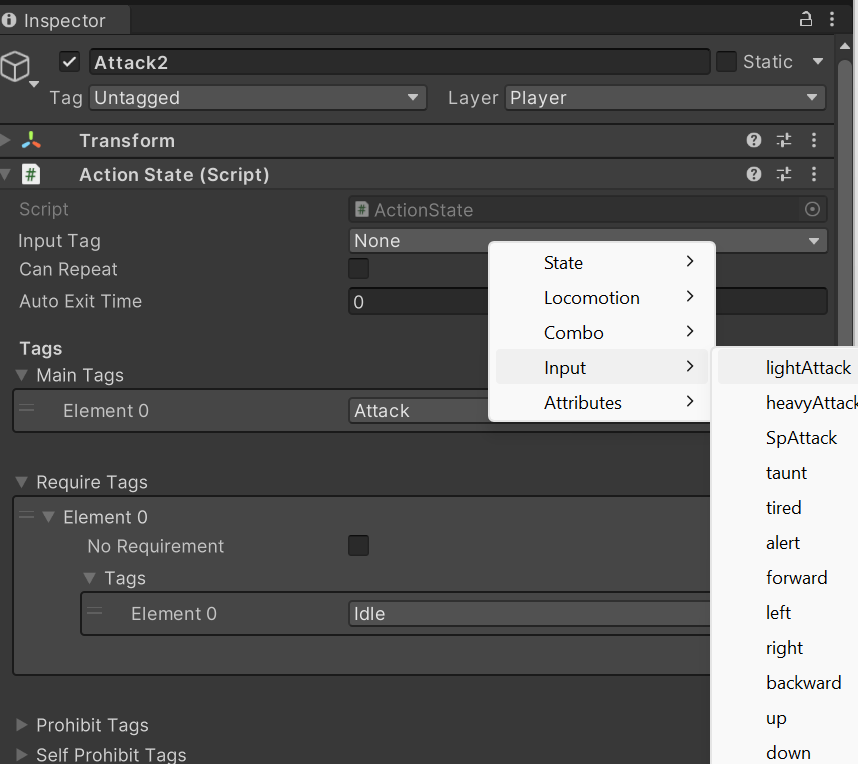 Inspector
Attack2
Static
Tag Untagged Layer Player
Transform
Action State (Script)
Script ActionState
Input Tag None
Can Repeat
Auto Exit Time 0
Tags
Main Tags
Element 0 Attack
Require Tags
Element 0
No Requirement
Tags
Element 0 Idle
Prohibit Tags
Self Prohibit Tags
State
Locomotion
Combo
Input
Attributes
lightAttack
heavyAttack
SpAttack
taunt
tired
alert
forward
left
right
backward
up
down